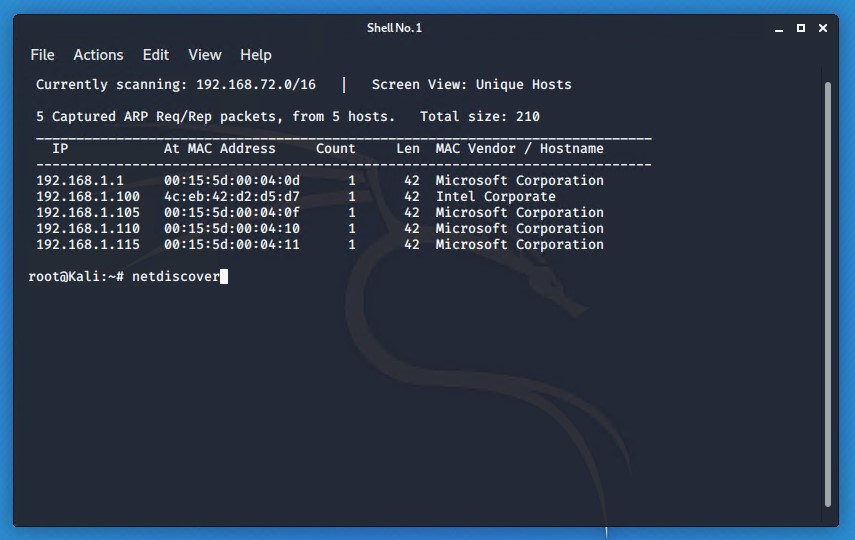 Shell No. 1
File Actions Edit View Help
Currently scanning: 192.168.72.0/16 | Screen View: Unique Hosts
5 Captured ARP Req/Rep packets, from 5 hosts. Total size: 210
_____________________________________________________________________________
IP At MAC Address Count Len MAC Vendor / Hostname
-----------------------------------------------------------------------------
192.168.1.1 00:15:5d:00:04:0d 1 42 Microsoft Corporation
192.168.1.100 4c:eb:42:d2:d5:d7 1 42 Intel Corporate
192.168.1.105 00:15:5d:00:04:0f 1 42 Microsoft Corporation
192.168.1.110 00:15:5d:00:04:10 1 42 Microsoft Corporation
192.168.1.115 00:15:5d:00:04:11 1 42 Microsoft Corporation
root@Kali:~# netdiscover